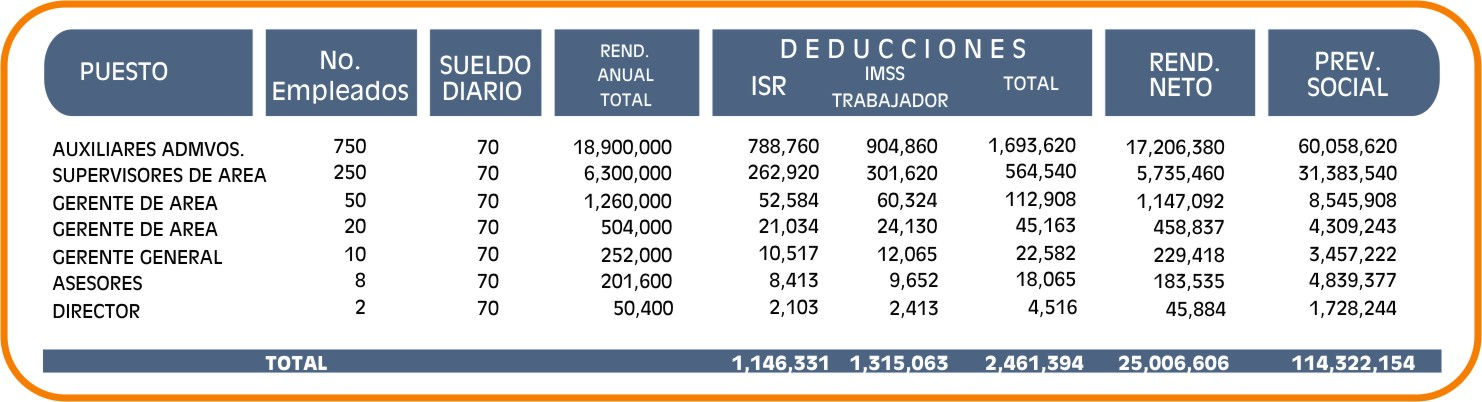 PUESTO No. Empleados SUELDO DIARIO REND. ANUAL TOTAL DEDUCCIONES ISR IMSS TRABAJADOR TOTAL REND. NETO PREV. SOCIAL
AUXILIARES ADMVOS. 750 70 18,900,000 788,760 904,860 1,693,620 17,206,380 60,058,620
SUPERVISORES DE AREA 250 70 6,300,000 262,920 301,620 564,540 5,735,460 31,383,540
GERENTE DE AREA 50 70 1,260,000 52,584 60,324 112,908 1,147,092 8,545,908
GERENTE DE AREA 20 70 504,000 21,034 24,130 45,163 458,837 4,309,243
GERENTE GENERAL 10 70 252,000 10,517 12,065 22,582 229,418 3,457,222
ASESORES 8 70 201,600 8,413 9,652 18,065 183,535 4,839,377
DIRECTOR 2 70 50,400 2,103 2,413 4,516 45,884 1,728,244
TOTAL 1,146,331 1,315,063 2,461,394 25,006,606 114,322,154